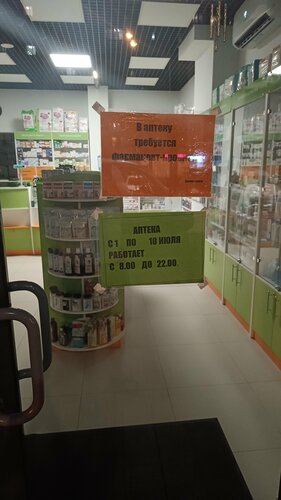 В аптеку
требуется
АПТЕКА
С 1 ПО 10 ИЮЛЯ
РАБОТАЕТ
С 8.00 ДО 22.00.